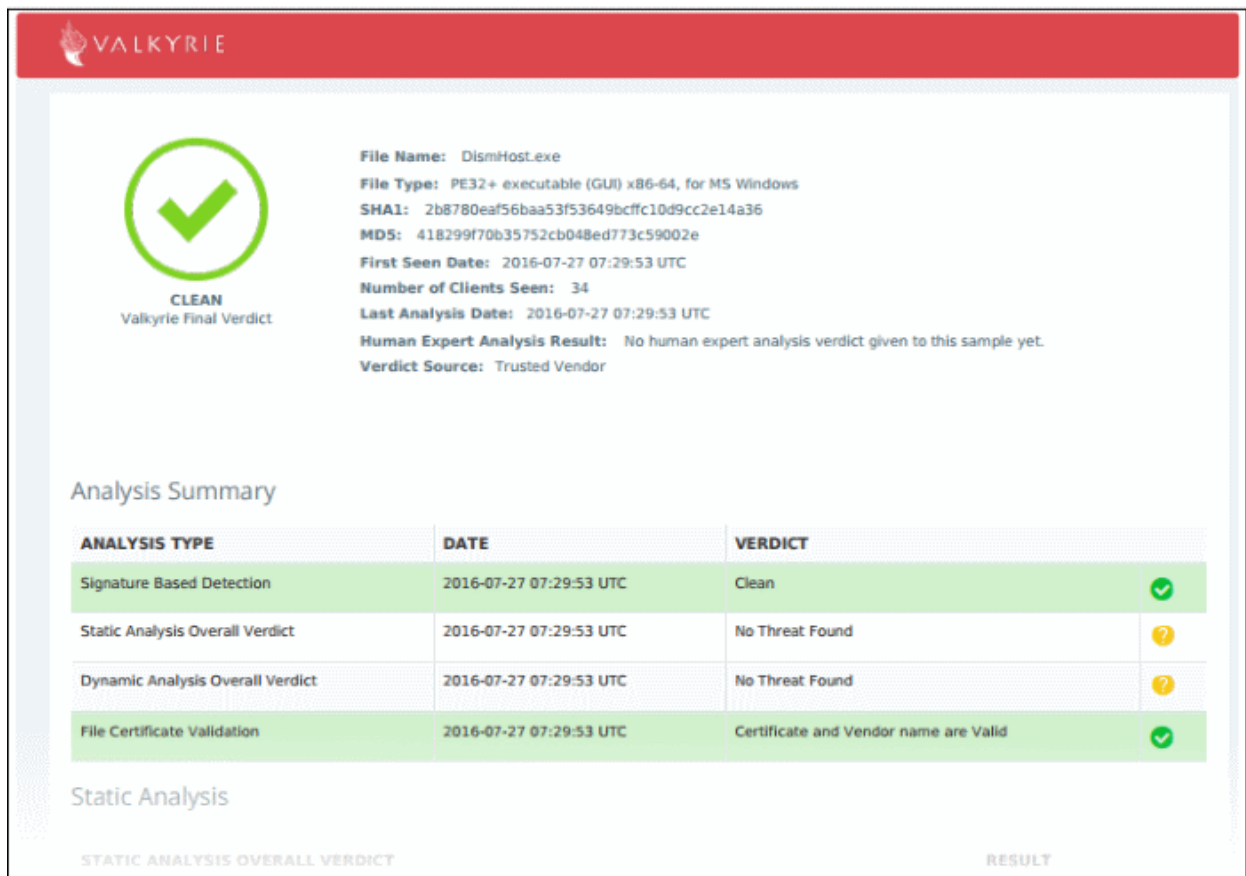 VALKYRIE
File Name: DismHost.exe
File Type: PE32+ executable (GUI) x86-64, for MS Windows
SHA1: 2b8780eaf56baa53f53649bcffc10d9cc2e14a36
MD5: 418299f70b35752cb048ed773c59002e
First Seen Date: 2016-07-27 07:29:53 UTC
Number of Clients Seen: 34
CLEAN
Valkyrie Final Verdict
Last Analysis Date: 2016-07-27 07:29:53 UTC
Human Expert Analysis Result: No human expert analysis verdict given to this sample yet.
Verdict Source: Trusted Vendor
Analysis Summary
ANALYSIS TYPE DATE VERDICT
Signature Based Detection 2016-07-27 07:29:53 UTC Clean
Static Analysis Overall Verdict 2016-07-27 07:29:53 UTC No Threat Found ?
Dynamic Analysis Overall Verdict 2016-07-27 07:29:53 UTC No Threat Found ?
File Certificate Validation 2016-07-27 07:29:53 UTC Certificate and Vendor name are Valid
Static Analysis
STATIC ANALYSIS OVERALL VERDICT RESULT